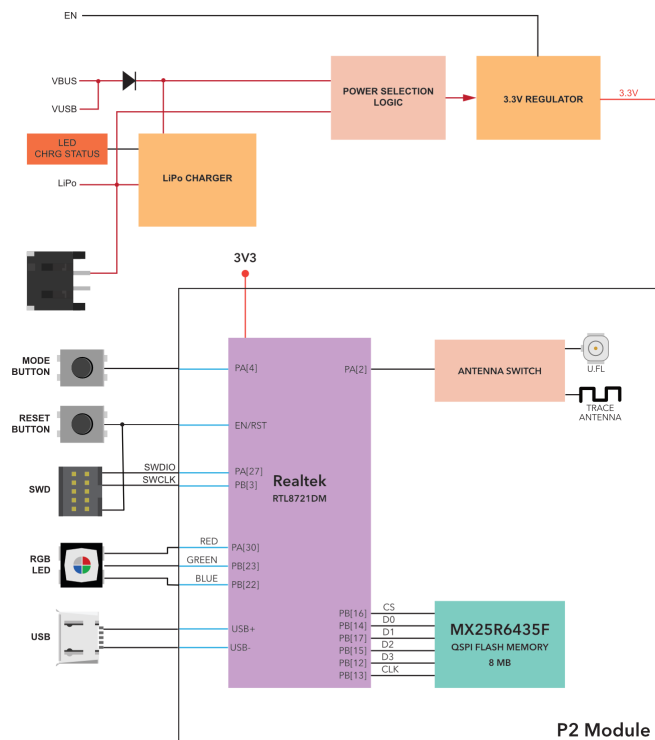 EN
VBUS
VUSB
POWER SELECTION
LOGIC
3.3V REGULATOR
3.3V
LED
CHRG STATUS
LiPo
LiPo CHARGER
3V3
MODE
BUTTON
PA[4]
PA[2]
ANTENNA SWITCH
U.FL
TRACE
ANTENNA
RESET
BUTTON
EN/RST
SWD
SWDIO
SWCLK
PA[27]
PB[3]
Realtek
RTL8721DM
RGB
LED
RED
GREEN
BLUE
PA[30]
PB[23]
PB[22]
USB
USB+
USB-
PB[16]
PB[14]
PB[17]
PB[15]
PB[12]
PB[13]
CS
D0
D1
D2
D3
CLK
MX25R6435F
QSPI FLASH MEMORY
8 MB
P2 Module